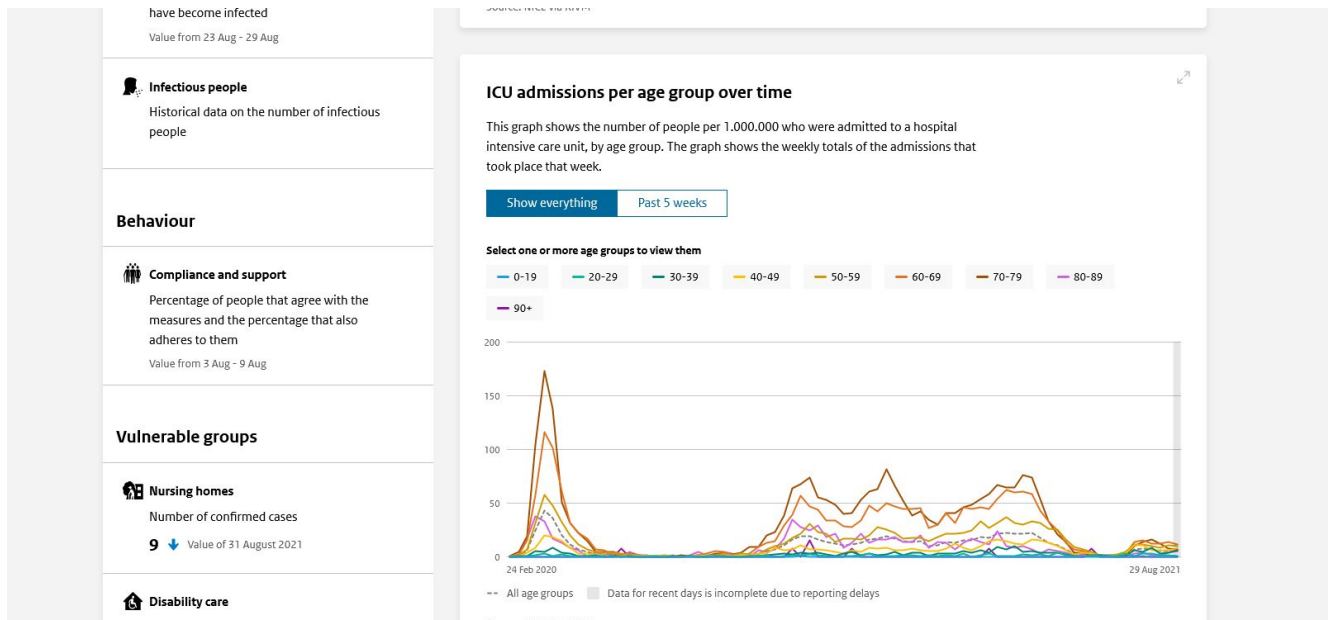 have become infected
Value from 23 Aug - 29 Aug
Infectious people
Historical data on the number of infectious
people
Behaviour
Compliance and support
Percentage of people that agree with the
measures and the percentage that also
adheres to them
Value from 3 Aug - 9 Aug
Vulnerable groups
Nursing homes
Number of confirmed cases
9 Value of 31 August 2021
Disability care
Source: NICE via RIVM
ICU admissions per age group over time
This graph shows the number of people per 1.000.000 who were admitted to a hospital
intensive care unit, by age group. The graph shows the weekly totals of the admissions that
took place that week.
Show everything Past 5 weeks
Select one or more age groups to view them
0-19 20-29 30-39 40-49 50-59 60-69 70-79 80-89
90+
200
150
100
50
0
24 Feb 2020 29 Aug 2021
All age groups Data for recent days is incomplete due to reporting delays